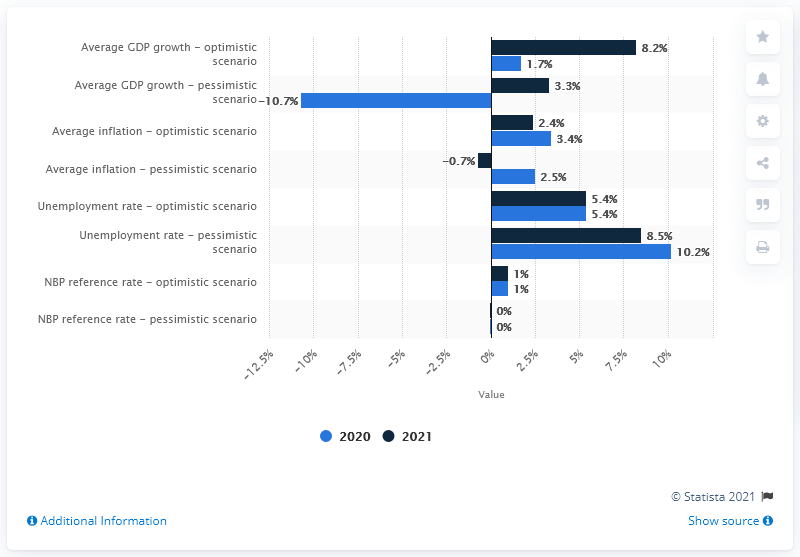 Average GDP growth – optimistic
scenario
8.2%
1.7%
Average GDP growth – pessimistic
scenario
3.3%
−10.7%
Average inflation – optimistic scenario
2.4%
3.4%
Average inflation – pessimistic scenario
−0.7%
2.5%
Unemployment rate – optimistic scenario
5.4%
5.4%
Unemployment rate – pessimistic
scenario
8.5%
10.2%
NBP reference rate – optimistic scenario
1%
1%
NBP reference rate – pessimistic scenario
0%
0%
−12.5% −10% −7.5% −5% −2.5% 0% 2.5% 5% 7.5% 10%
Value
2020 2021
© Statista 2021
Additional Information
Show source